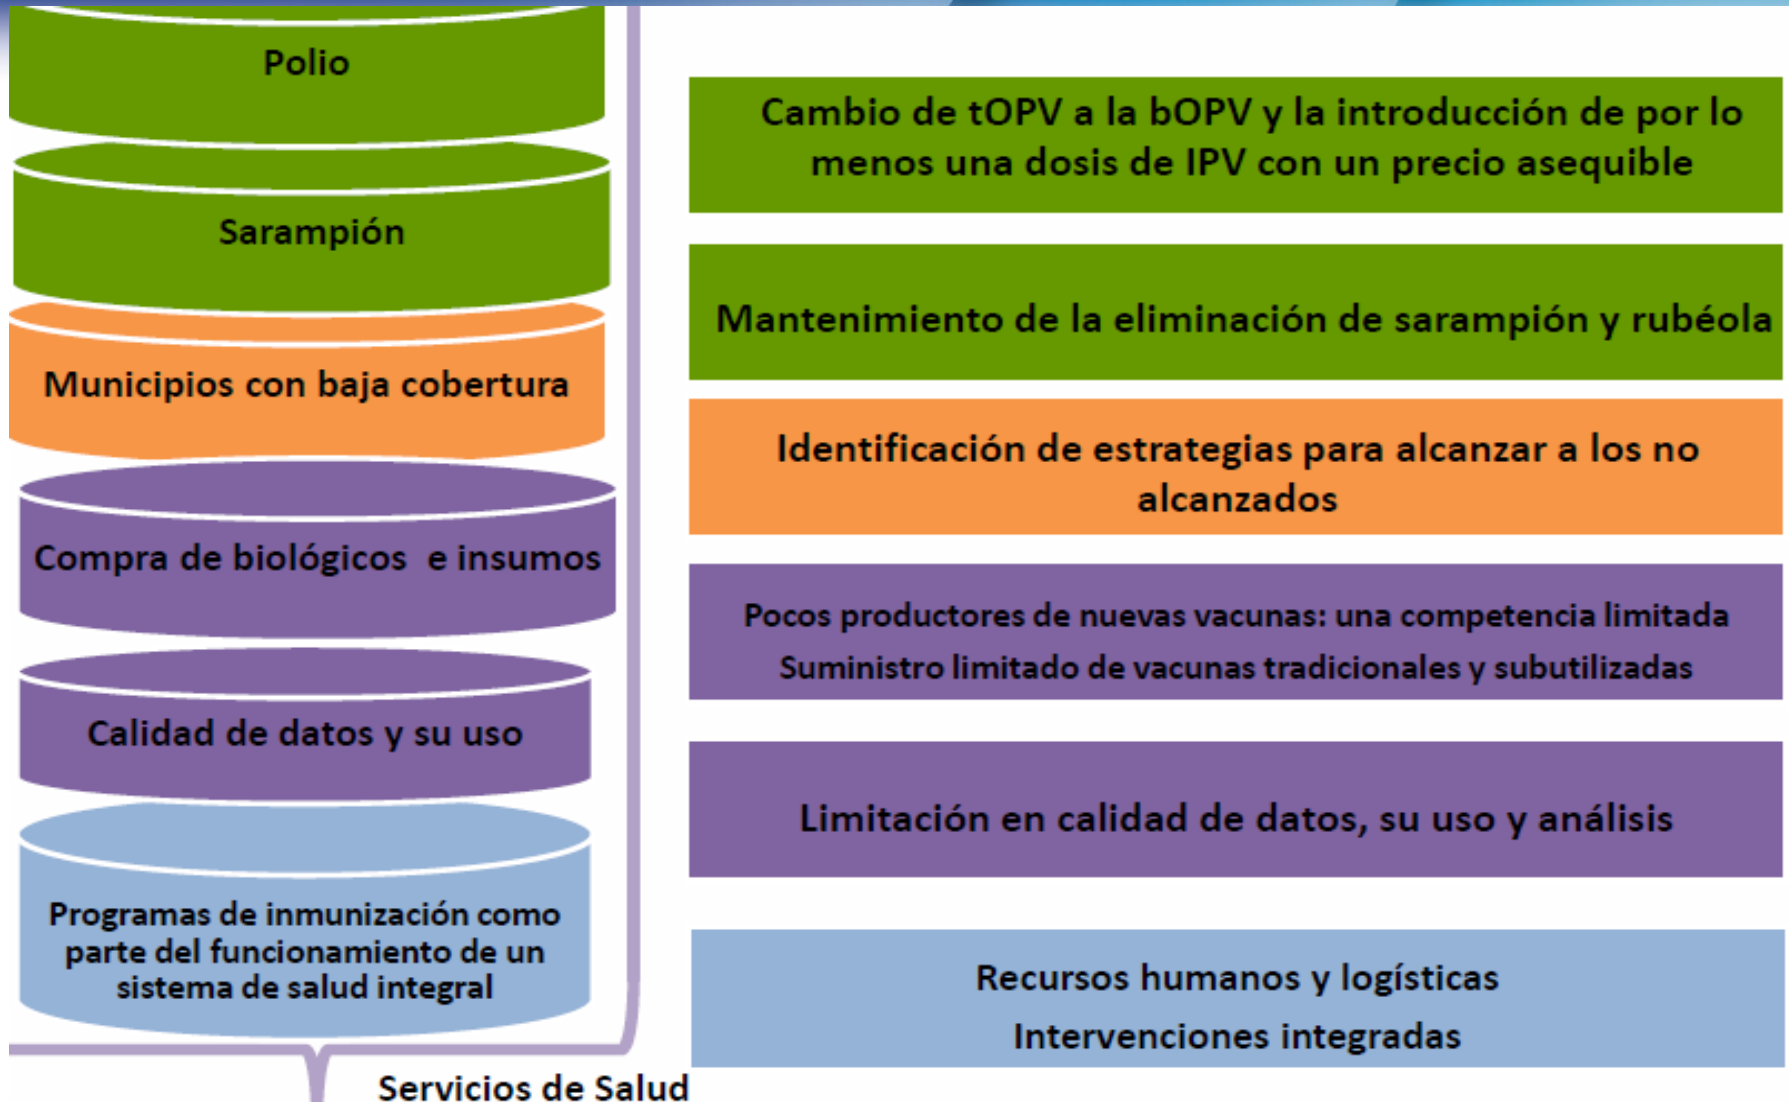 Polio
Cambio de tOPV a la bOPV y la introducción de por lo
menos una dosis de IPV con un precio asequible
Sarampión
Mantenimiento de la eliminación de sarampión y rubéola
Municipios con baja cobertura
Identificación de estrategias para alcanzar a los no
alcanzados
Compra de biológicos e insumos
Pocos productores de nuevas vacunas: una competencia limitada
Suministro limitado de vacunas tradicionales y subutilizadas
Calidad de datos y su uso
Limitación en calidad de datos, su uso y análisis
Programas de inmunización como
parte del funcionamiento de un
sistema de salud integral
Recursos humanos y logísticas
Intervenciones integradas
Servicios de Salud